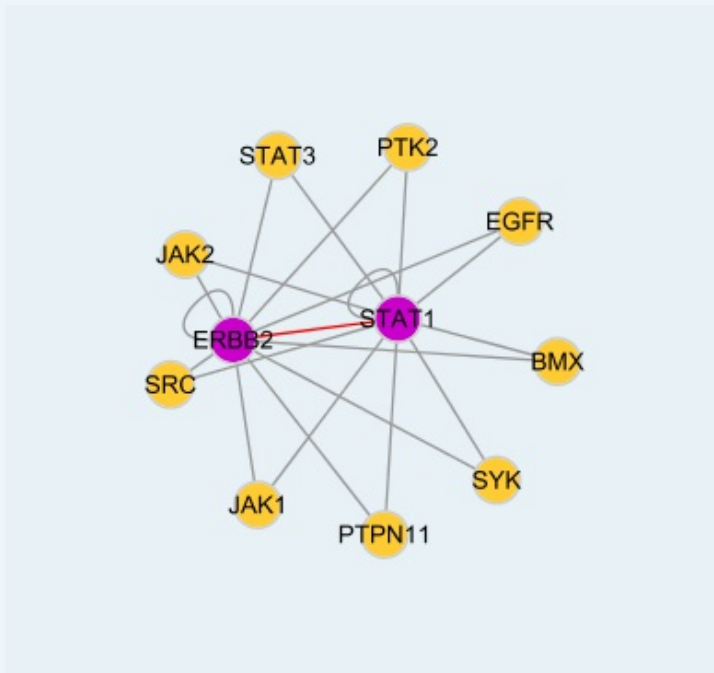 PTK2
STAT3
EGFR
JAK2
STAT1
ERBB2
BMX
SRC
SYK
JAK1
PTPN11